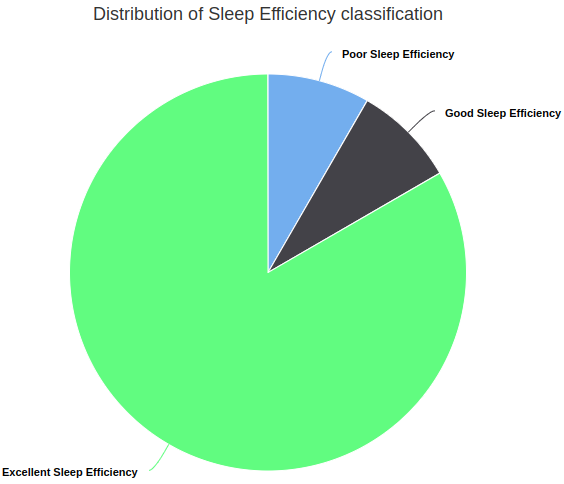 Distribution of Sleep Efficiency classification
Poor Sleep Efficiency
Good Sleep Efficiency
Excellent Sleep Efficiency